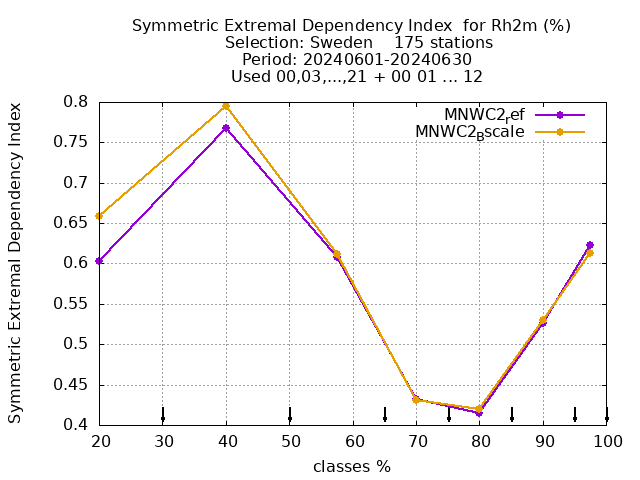 Symmetric Extremal Dependency Index for Rh2m (%)
Selection: Sweden 175 stations
Period: 20240601-20240630
Used 00,03,...,21 + 00 01 ... 12
MNWC2ref
MNWC2Bscale
Symmetric Extremal Dependency Index
0.8
0.75
0.7
0.65
0.6
0.55
0.5
0.45
0.4
20 30 40 50 60 70 80 90 100
classes %